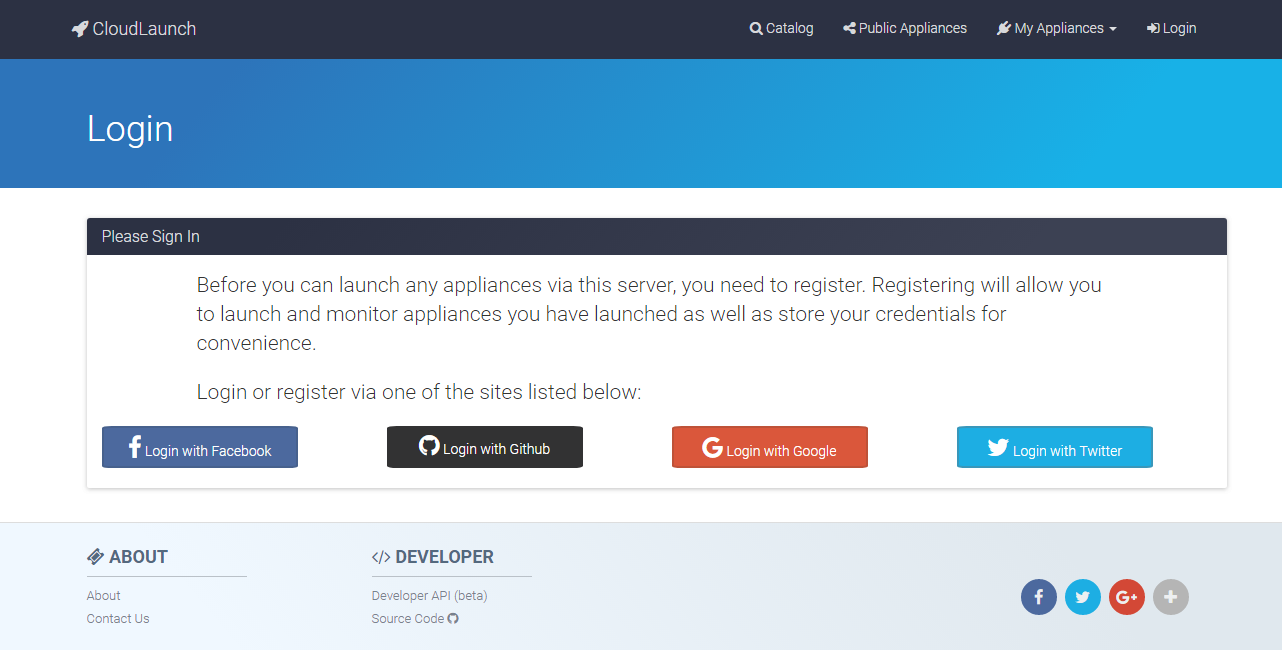 CloudLaunch
Catalog
Public Appliances
My Appliances
Login
Login
Please Sign In
Before you can launch any appliances via this server, you need to register. Registering will allow you
to launch and monitor appliances you have launched as well as store your credentials for
convenience.
Login or register via one of the sites listed below:
Login with Facebook
Login with Github
Login with Google
Login with Twitter
ABOUT
About
Contact Us
</> DEVELOPER
Developer API (beta)
Source Code